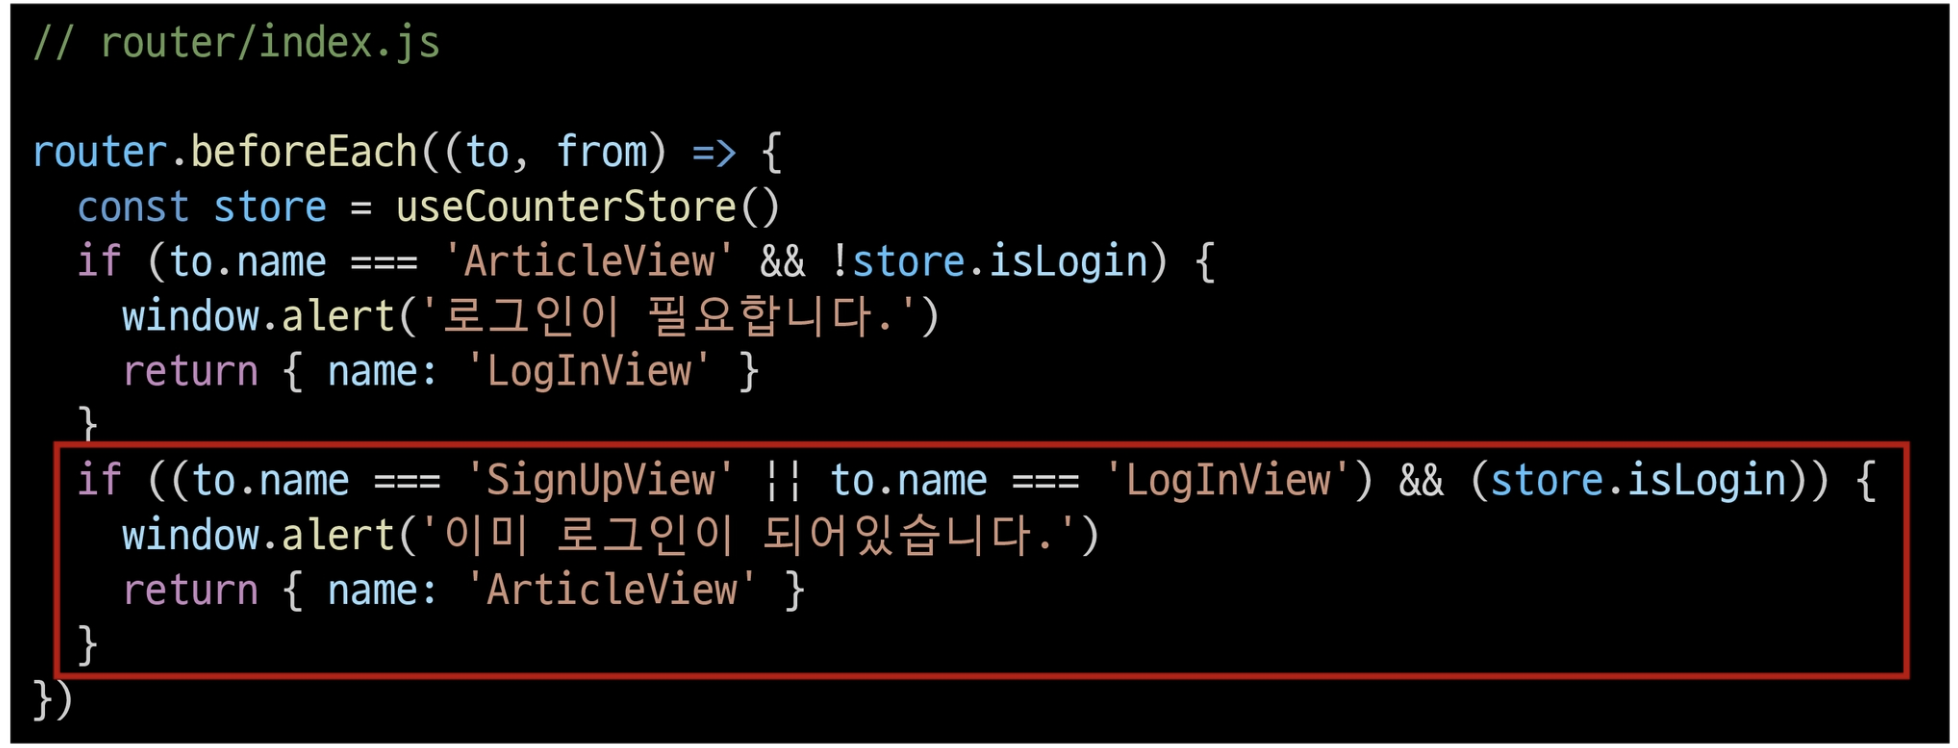 // router/index.js
router.beforeEach((to, from) => {
const store = useCounterStore()
if (to.name === 'ArticleView' && !store.isLogin) {
window.alert('로그인이 필요합니다.')
return { name: 'LogInView' }
}
if ((to.name === 'SignUpView' || to.name === 'LogInView') && (store.isLogin)) {
window.alert('이미 로그인이 되어있습니다.')
return { name: 'ArticleView' }
}
})